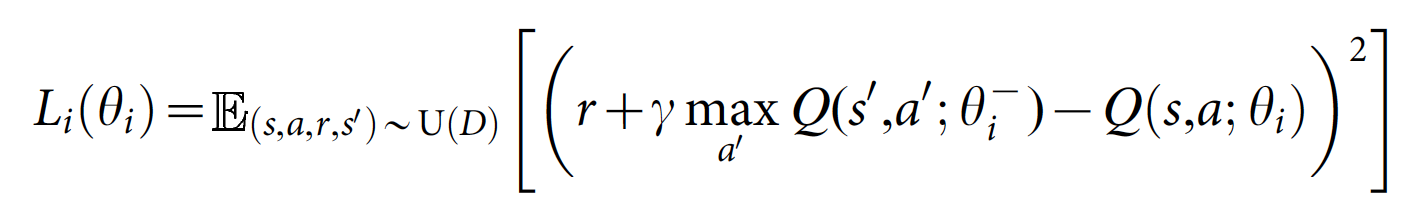 L_i(θ_i) = 𝔼_{(s,a,r,s′)∼U(D)} [ ( r + γ max_{a′} Q(s′,a′; θ_i^−) − Q(s,a; θ_i) )^2 ]